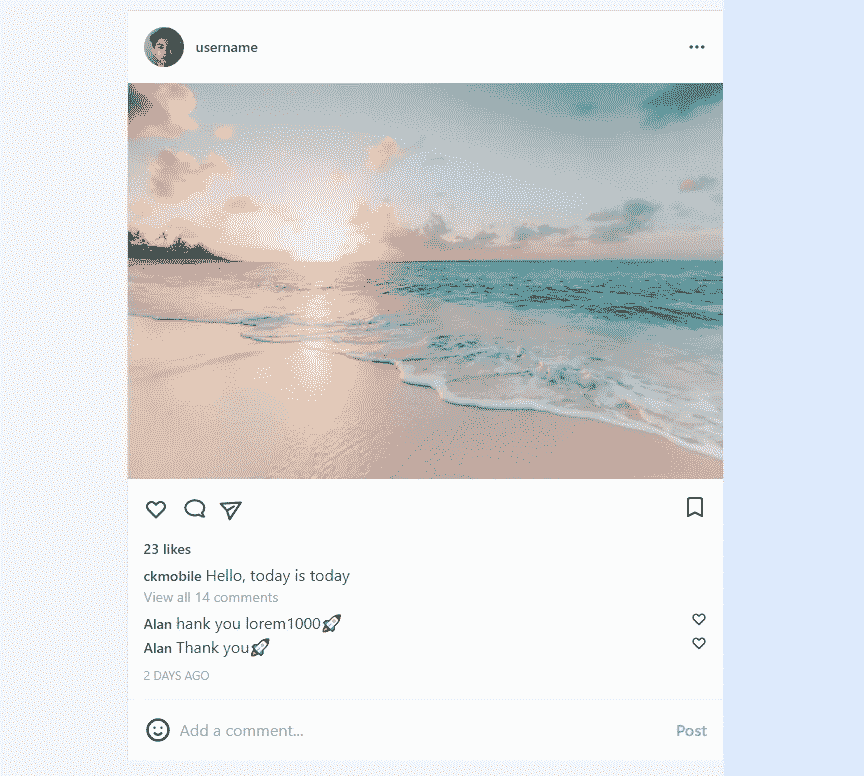 username
23 likes
ckmobile Hello, today is today
View all 14 comments
Alan hank you lorem1000🚀
Alan Thank you🚀
2 DAYS AGO
Add a comment... Post